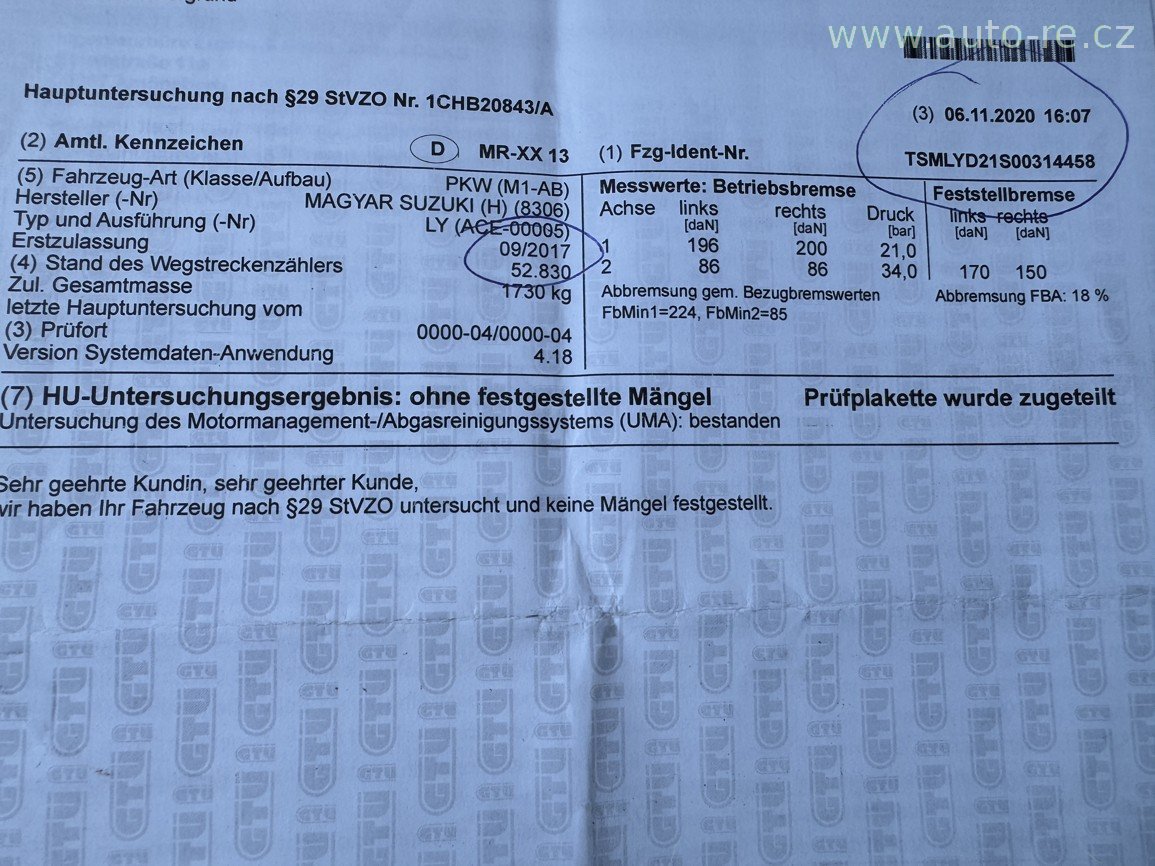 www.auto-re.cz
Hauptuntersuchung nach §29 StVZO Nr. 1CHB20843/A
(3) 06.11.2020 16:07
(2) Amtl. Kennzeichen D MR-XX 13
(1) Fzg-Ident-Nr. TSMLYD21S00314458
(5) Fahrzeug-Art (Klasse/Aufbau) PKW (M1-AB)
Hersteller (-Nr) MAGYAR SUZUKI (H) (8306)
Typ und Ausführung (-Nr) LY (ACE-00005)
Erstzulassung 09/2017
(4) Stand des Wegstreckenzählers 52.830
Zul. Gesamtmasse 1730 kg
letzte Hauptuntersuchung vom
(3) Prüfort 0000-04/0000-04
Version Systemdaten-Anwendung 4.18
Messwerte: Betriebsbremse Feststellbremse
Achse links rechts Druck links rechts
[daN] [daN] [bar] [daN] [daN]
1 196 200 21,0
2 86 86 34,0 170 150
Abbremsung gem. Bezugbremswerten Abbremsung FBA: 18 %
FbMin1=224, FbMin2=85
(7) HU-Untersuchungsergebnis: ohne festgestellte Mängel Prüfplakette wurde zugeteilt
Untersuchung des Motormanagement-/Abgasreinigungssystems (UMA): bestanden
Sehr geehrte Kundin, sehr geehrter Kunde,
wir haben Ihr Fahrzeug nach §29 StVZO untersucht und keine Mängel festgestellt.
GTÜ